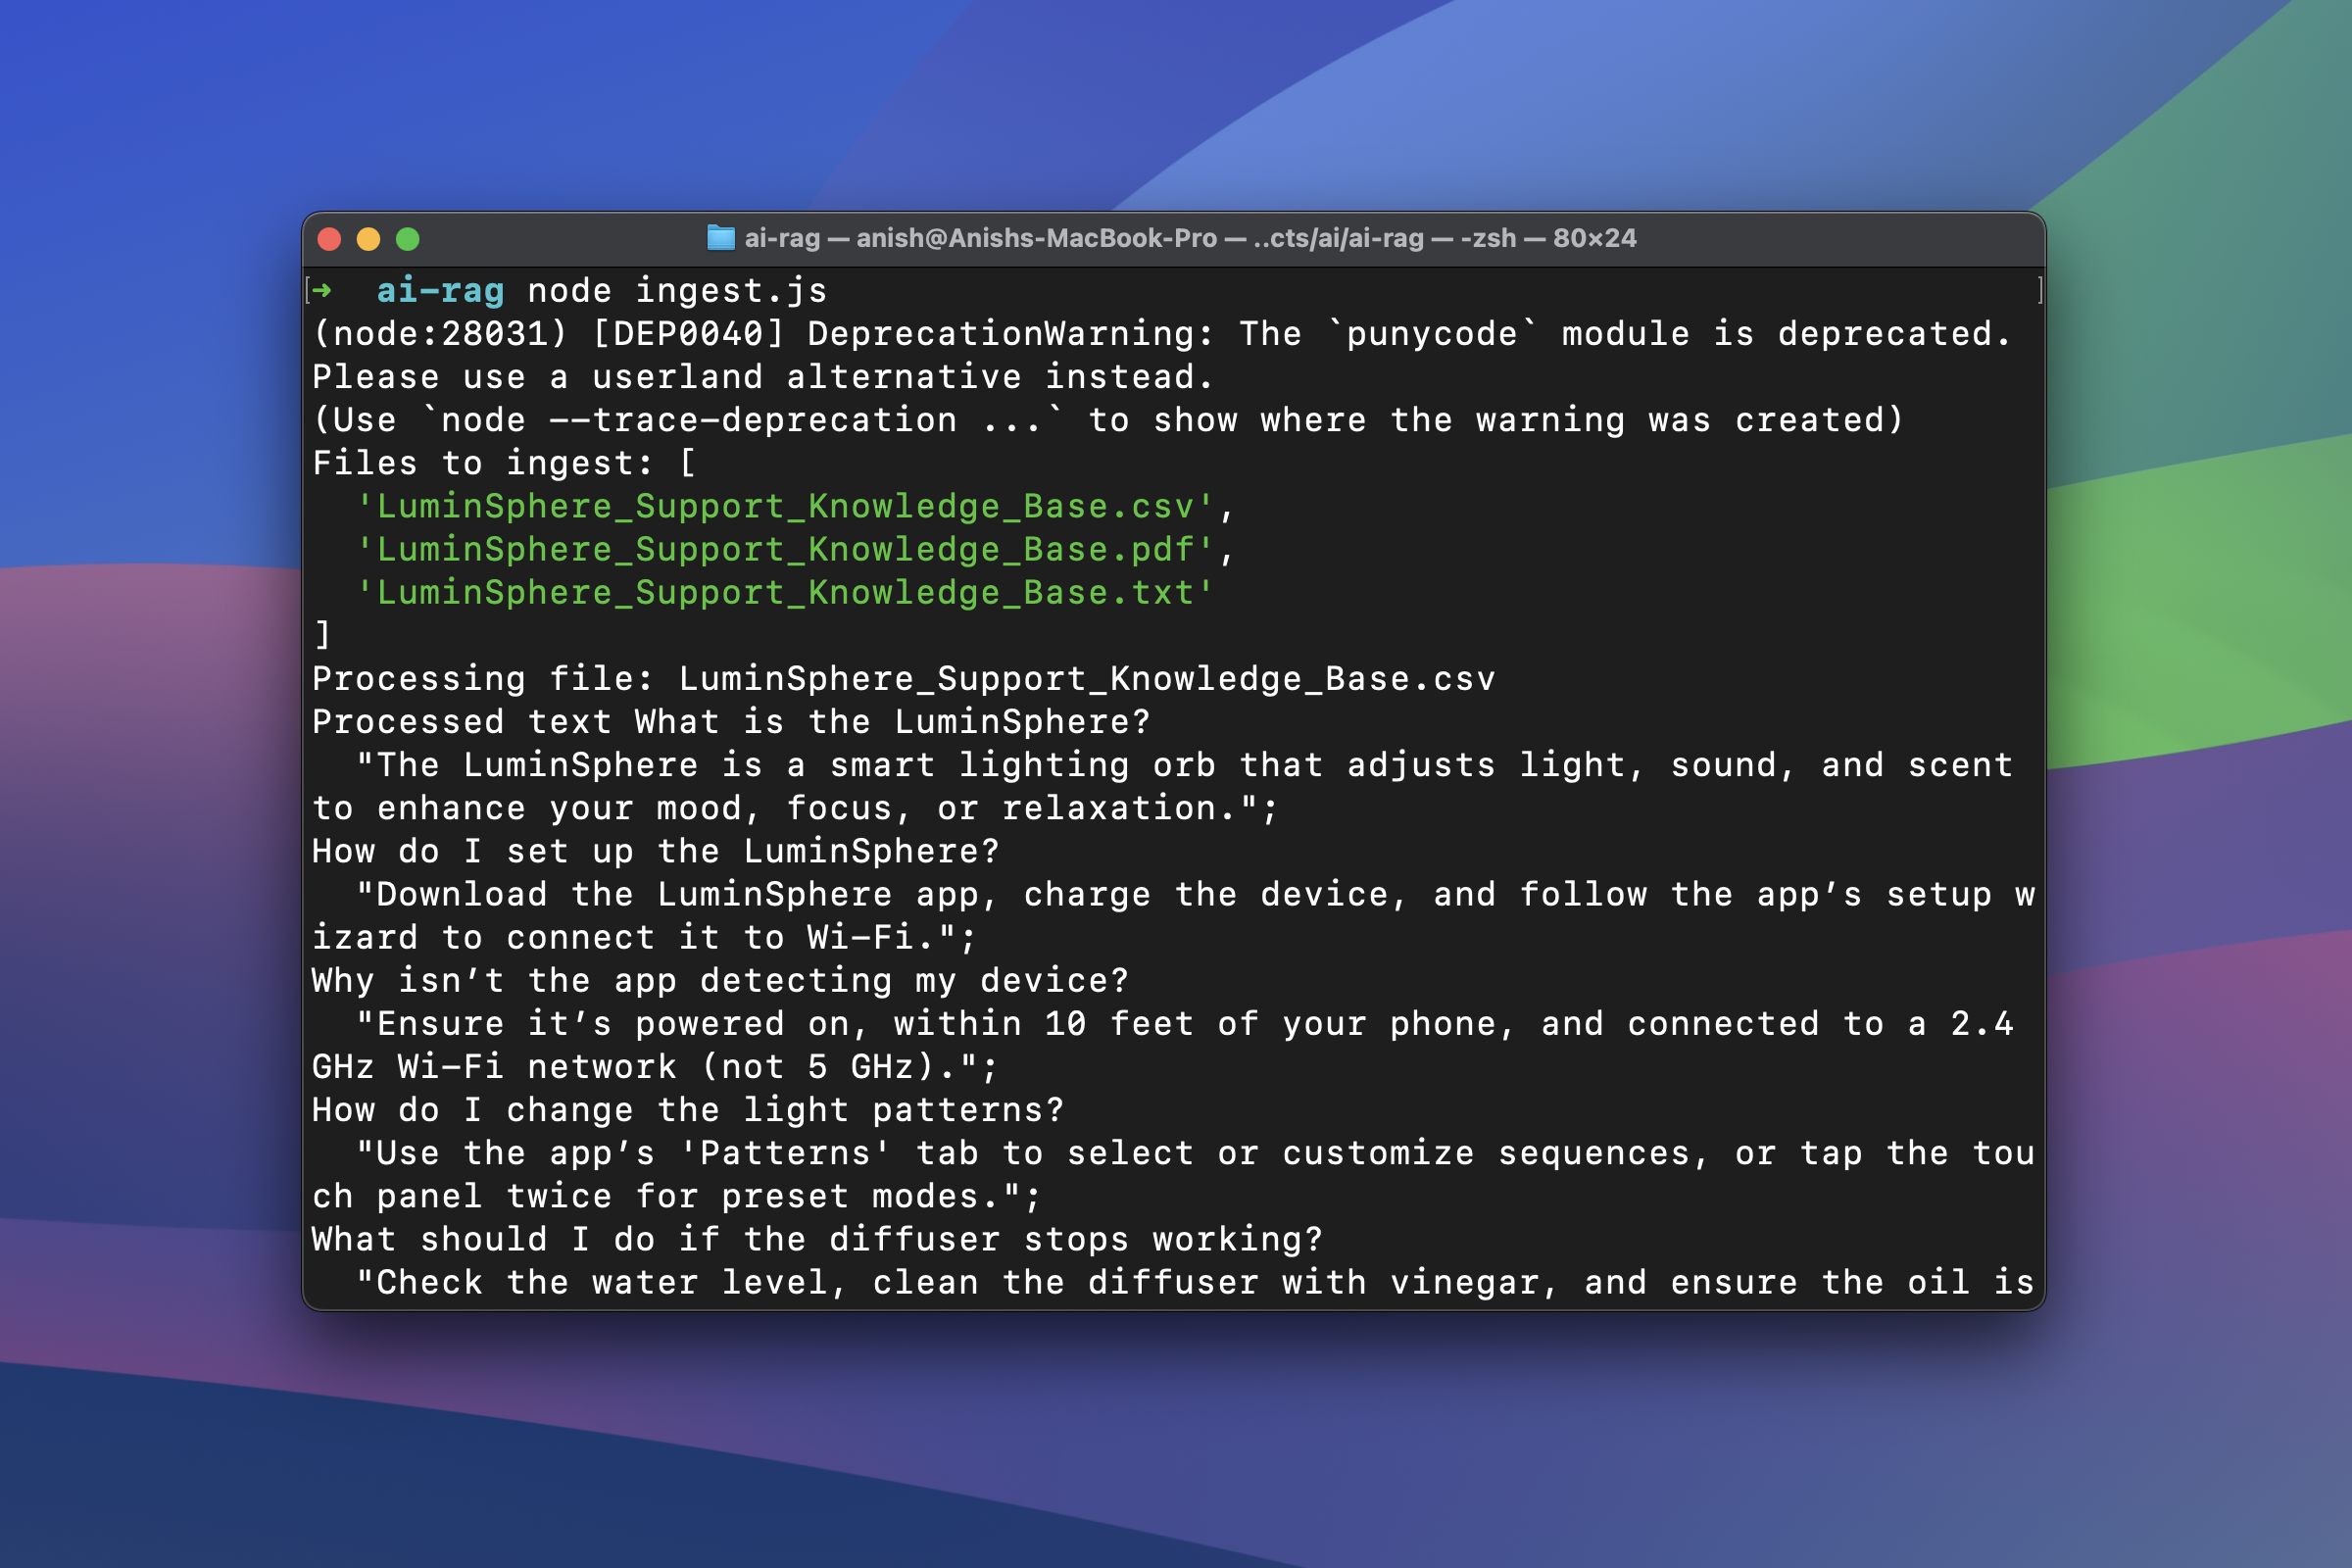 ai-rag — anish@Anishs-MacBook-Pro — ..cts/ai/ai-rag — -zsh — 80×24
[➜  ai-rag node ingest.js ]
(node:28031) [DEP0040] DeprecationWarning: The `punycode` module is deprecated.
Please use a userland alternative instead.
(Use `node --trace-deprecation ...` to show where the warning was created)
Files to ingest: [
  'LuminSphere_Support_Knowledge_Base.csv',
  'LuminSphere_Support_Knowledge_Base.pdf',
  'LuminSphere_Support_Knowledge_Base.txt'
]
Processing file: LuminSphere_Support_Knowledge_Base.csv
Processed text What is the LuminSphere?
  "The LuminSphere is a smart lighting orb that adjusts light, sound, and scent
to enhance your mood, focus, or relaxation.";
How do I set up the LuminSphere?
  "Download the LuminSphere app, charge the device, and follow the app’s setup w
izard to connect it to Wi-Fi.";
Why isn’t the app detecting my device?
  "Ensure it’s powered on, within 10 feet of your phone, and connected to a 2.4
GHz Wi-Fi network (not 5 GHz).";
How do I change the light patterns?
  "Use the app’s 'Patterns' tab to select or customize sequences, or tap the tou
ch panel twice for preset modes.";
What should I do if the diffuser stops working?
  "Check the water level, clean the diffuser with vinegar, and ensure the oil is